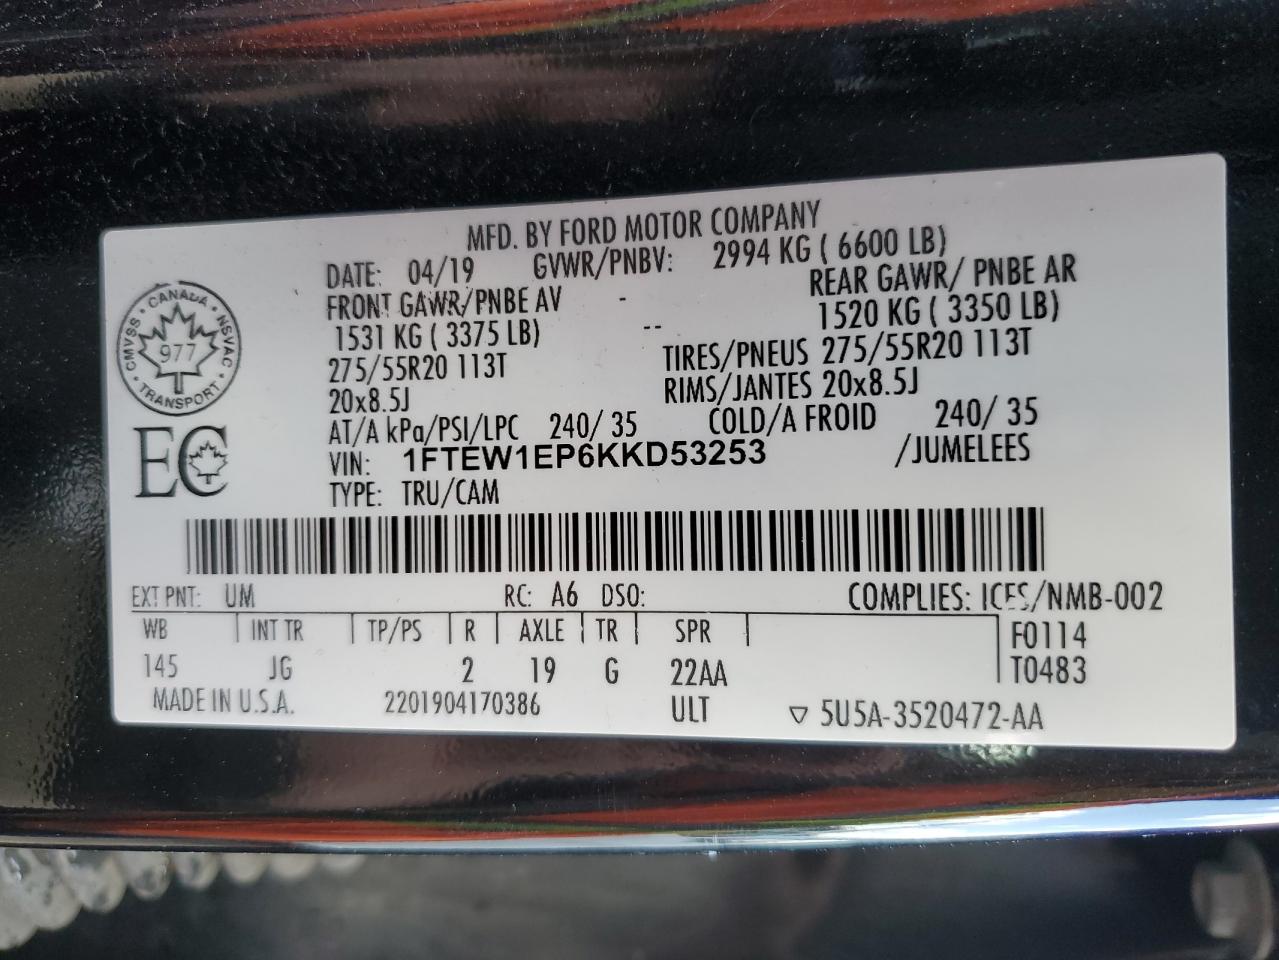 MFD. BY FORD MOTOR COMPANY
DATE: 04/19 GVWR/PNBV: 2994 KG ( 6600 LB)
FRONT GAWR/PNBE AV - REAR GAWR/ PNBE AR
1531 KG ( 3375 LB) -- 1520 KG ( 3350 LB)
275/55R20 113T TIRES/PNEUS 275/55R20 113T
20x8.5J RIMS/JANTES 20x8.5J
AT/A kPa/PSI/LPC 240/ 35 COLD/A FROID 240/ 35
VIN: 1FTEW1EP6KKD53253 /JUMELEES
TYPE: TRU/CAM
CANADA
CMVSS NSVAC
977
TRANSPORT
EC
EXT PNT: UM RC: A6 DSO: COMPLIES: ICES/NMB-002
WB INT TR TP/PS R AXLE TR SPR F0114
145 JG 2 19 G 22AA T0483
MADE IN U.S.A. 2201904170386 ULT ▽ 5U5A-3520472-AA